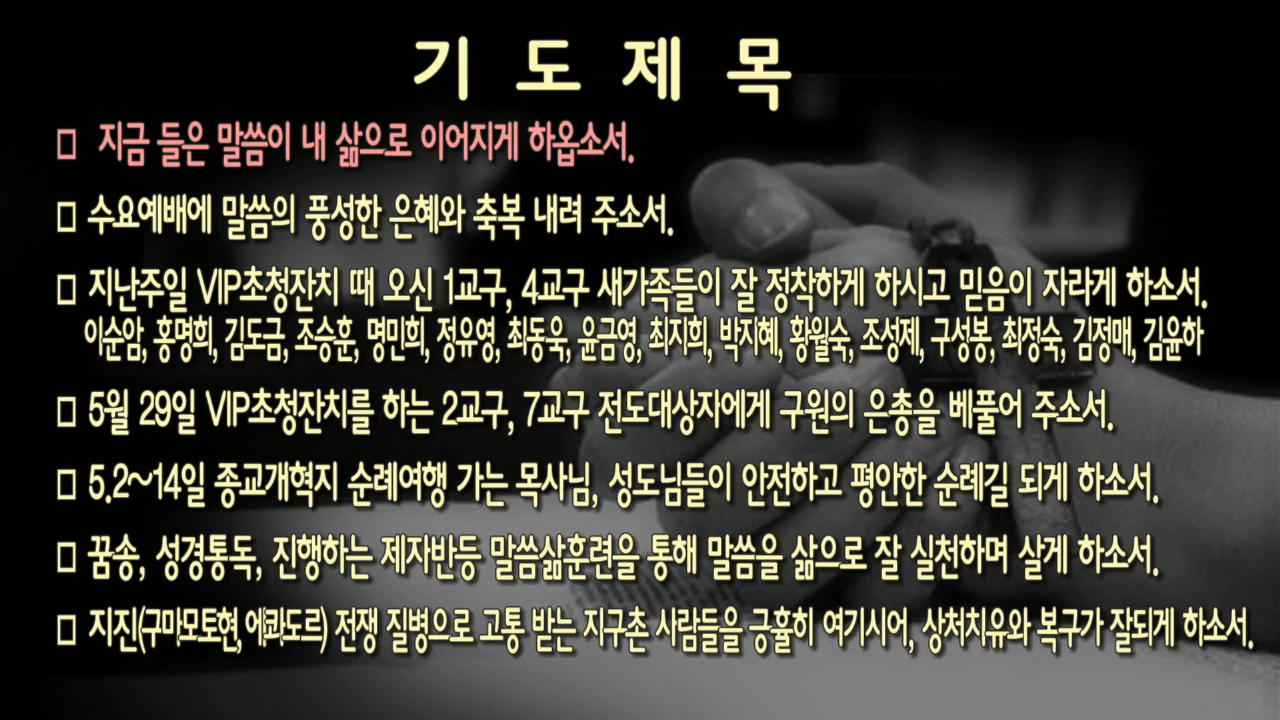 기 도 제 목
□ 지금 들은 말씀이 내 삶으로 이어지게 하옵소서.
□ 수요예배에 말씀의 풍성한 은혜와 축복 내려 주소서.
□ 지난주일 VIP초청잔치 때 오신 1교구, 4교구 새가족들이 잘 정착하게 하시고 믿음이 자라게 하소서.
이순암, 홍명희, 김도금, 조승훈, 명민희, 정유영, 최동욱, 윤금영, 최지희, 박지혜, 황월숙, 조성제, 구성봉, 최정숙, 김정매, 김윤하
□ 5월 29일 VIP초청잔치를 하는 2교구, 7교구 전도대상자에게 구원의 은총을 베풀어 주소서.
□ 5.2~14일 종교개혁지 순례여행 가는 목사님, 성도님들이 안전하고 평안한 순례길 되게 하소서.
□ 꿈송, 성경통독, 진행하는 제자반등 말씀삶훈련을 통해 말씀을 삶으로 잘 실천하며 살게 하소서.
□ 지진(구마모토현, 에콰도르) 전쟁 질병으로 고통 받는 지구촌 사람들을 긍휼히 여기시어, 상처치유와 복구가 잘되게 하소서.